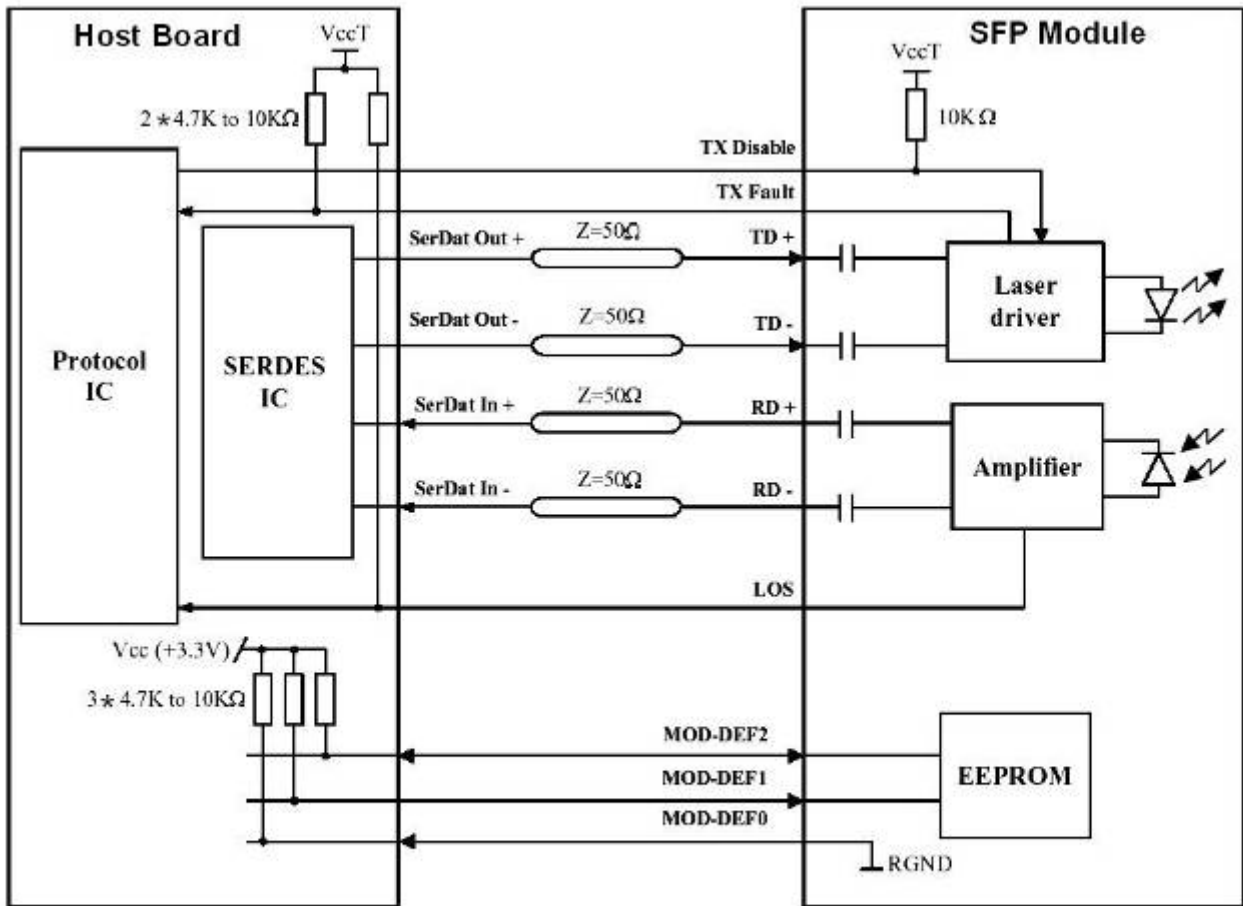 Host Board
SFP Module
VccT
VccT
2*4.7K to 10KΩ
10KΩ
TX Disable
TX Fault
SerDat Out +
Z=50Ω
TD +
Laser
driver
SerDat Out -
Z=50Ω
TD -
Protocol
IC
SERDES
IC
SerDat In +
Z=50Ω
RD +
Amplifier
SerDat In -
Z=50Ω
RD -
LOS
Vcc (+3.3V)
3*4.7K to 10KΩ
MOD-DEF2
MOD-DEF1
MOD-DEF0
EEPROM
RGND